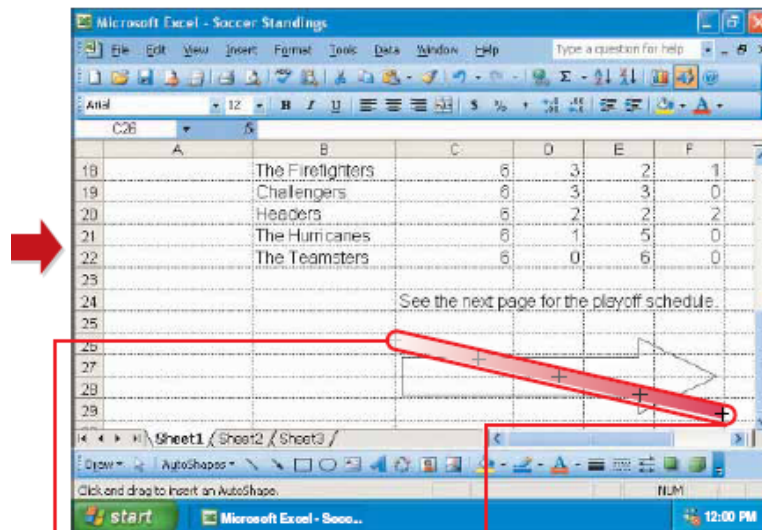 Microsoft Excel - Soccer Standings
File Edit View Insert Format Tools Data Window Help Type a question for help
Arial 12 B I U $ %
C26 fx
A B C D E F
18 The Firefighters 6 3 2 1
19 Challengers 6 3 3 0
20 Headers 6 2 2 2
21 The Hurricanes 6 1 5 0
22 The Teamsters 6 0 6 0
23
24 See the next page for the playoff schedule.
25
26
27
28
29
Sheet1 / Sheet2 / Sheet3 /
Draw AutoShapes
Click and drag to insert an AutoShape. NUM
start Microsoft Excel - Socc... 12:00 PM